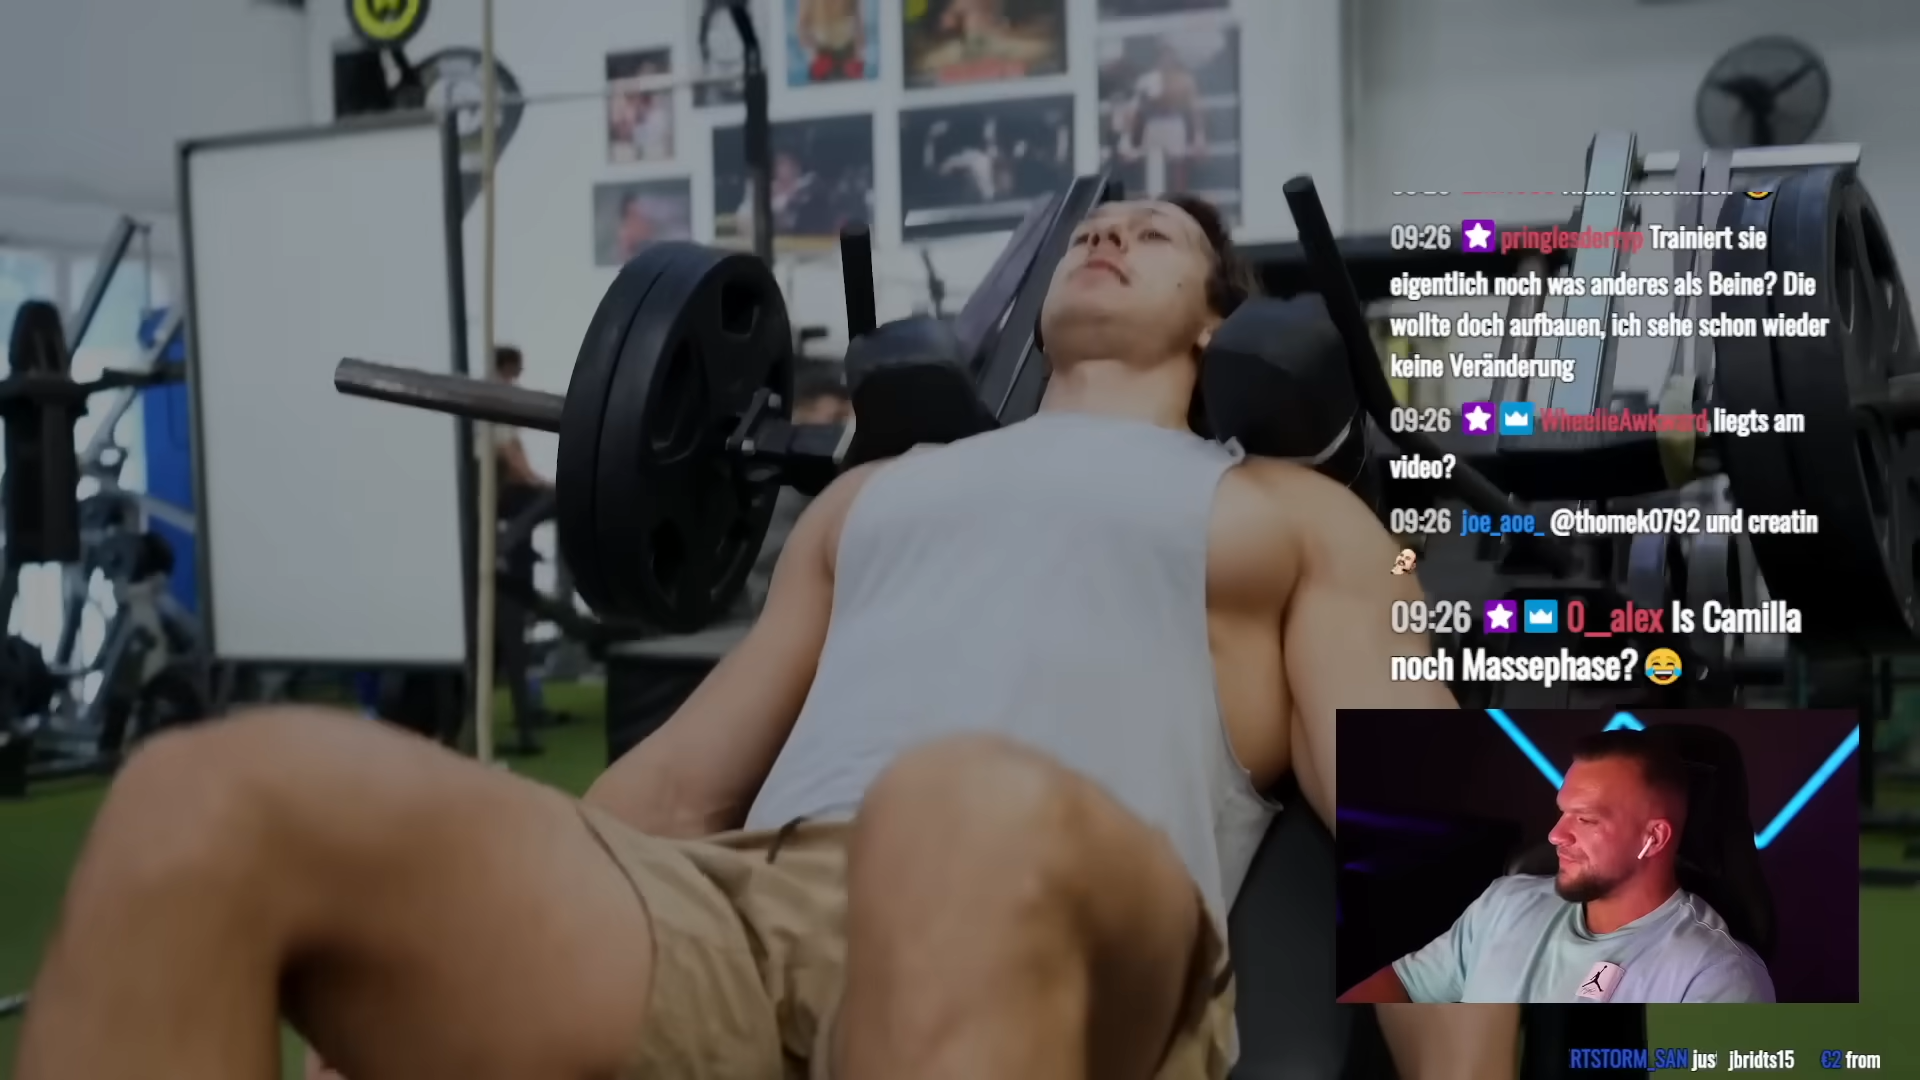 09:26 pringlesdertyp Trainiert sie
eigentlich noch was anderes als Beine? Die
wollte doch aufbauen, ich sehe schon wieder
keine Veränderung
09:26 WheelieAwkward liegts am
video?
09:26 joe_aoe_ @thomek0792 und creatin
09:26 0__alex Is Camilla
noch Massephase? 😂
RTSTORM_SAN jus jbridts15 €2 from